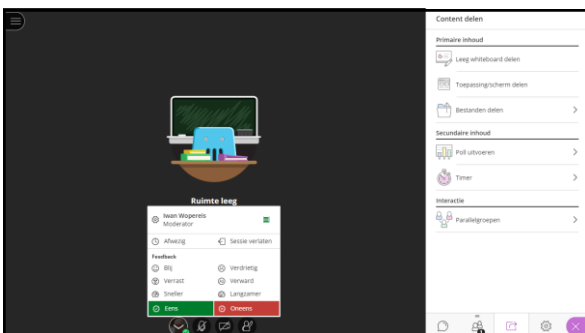 Content delen
Primaire inhoud
Leeg whiteboard delen
Toepassing/scherm delen
Bestanden delen
Secundaire inhoud
Poll uitvoeren
Timer
Interactie
Parallelgroepen
Ruimte leeg
Iwan Wopereis
Moderator
Afwezig
Sessie verlaten
Feedback
Blij
Verdrietig
Verrast
Verward
Sneller
Langzamer
Eens
Oneens